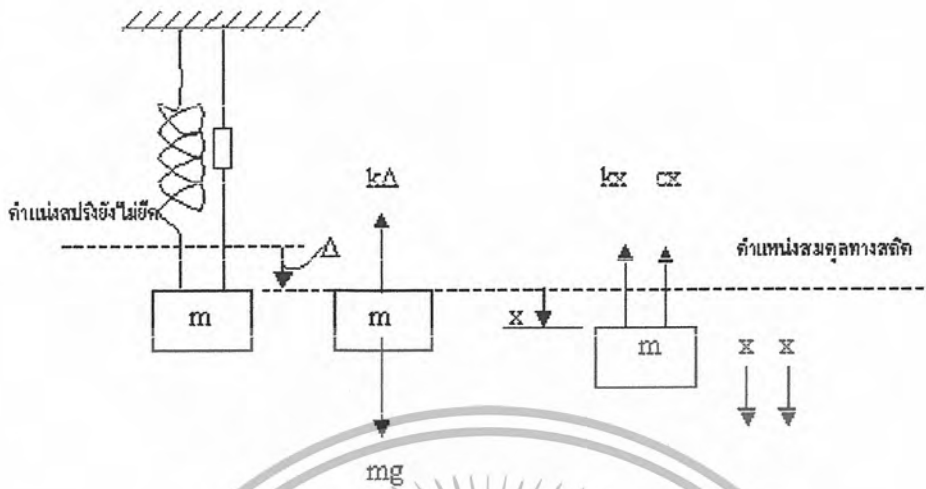 kΔ
kx cx
ตำแน่งสปริงยังไม่ยืด
Δ
ตำแหน่งสมดุลทางสถิต
m
m
x
m
x x
mg